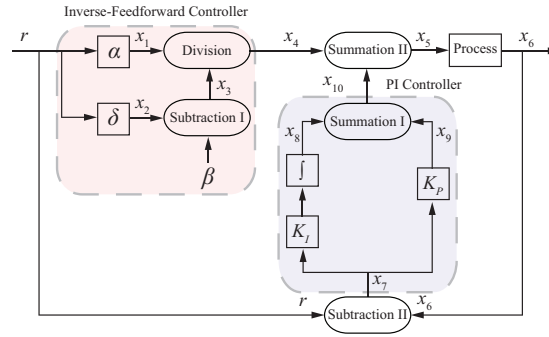 Inverse-Feedforward Controller
r
α
x₁
Division
x₄
Summation II
x₅
Process
x₆
x₃
x₁₀
PI Controller
δ
x₂
Subtraction I
x₈
Summation I
x₉
β
∫
K_P
K_I
x₇
r
Subtraction II
x₆